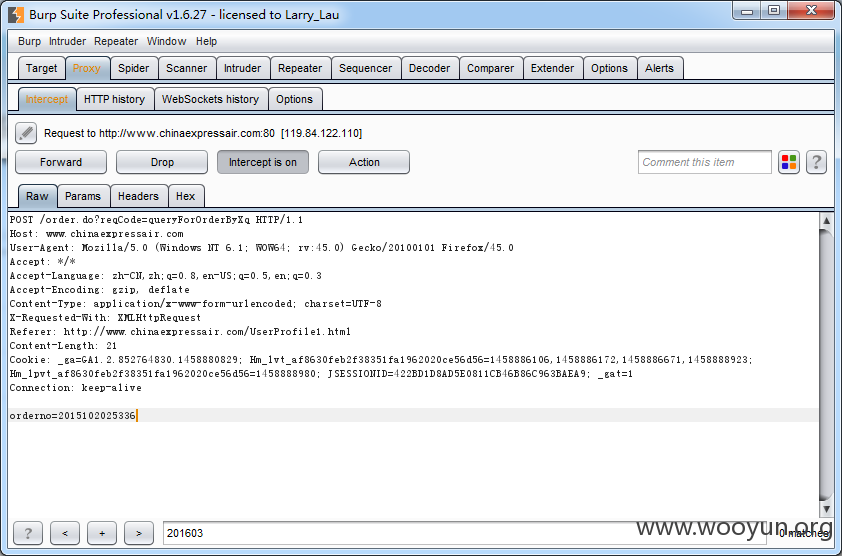 Burp Suite Professional v1.6.27 - licensed to Larry_Lau
Burp Intruder Repeater Window Help
Target Proxy Spider Scanner Intruder Repeater Sequencer Decoder Comparer Extender Options Alerts
Intercept HTTP history WebSockets history Options
Request to http://www.chinaexpressair.com:80 [119.84.122.110]
Forward Drop Intercept is on Action Comment this item ?
Raw Params Headers Hex
POST /order.do?reqCode=queryForOrderByXq HTTP/1.1
Host: www.chinaexpressair.com
User-Agent: Mozilla/5.0 (Windows NT 6.1; WOW64; rv:45.0) Gecko/20100101 Firefox/45.0
Accept: */*
Accept-Language: zh-CN,zh;q=0.8,en-US;q=0.5,en;q=0.3
Accept-Encoding: gzip, deflate
Content-Type: application/x-www-form-urlencoded; charset=UTF-8
X-Requested-With: XMLHttpRequest
Referer: http://www.chinaexpressair.com/UserProfile1.html
Content-Length: 21
Cookie: _ga=GA1.2.852764830.1458880829; Hm_lvt_af8630feb2f38351fa1962020ce56d56=1458886106,1458886172,1458886671,1458888923;
Hm_lpvt_af8630feb2f38351fa1962020ce56d56=1458888980; JSESSIONID=422BD1D8AD5E0811CB46B86C963BAEA9; _gat=1
Connection: keep-alive
orderno=2015102025336
? < + > 201603 0 matches
www.wooyun.org